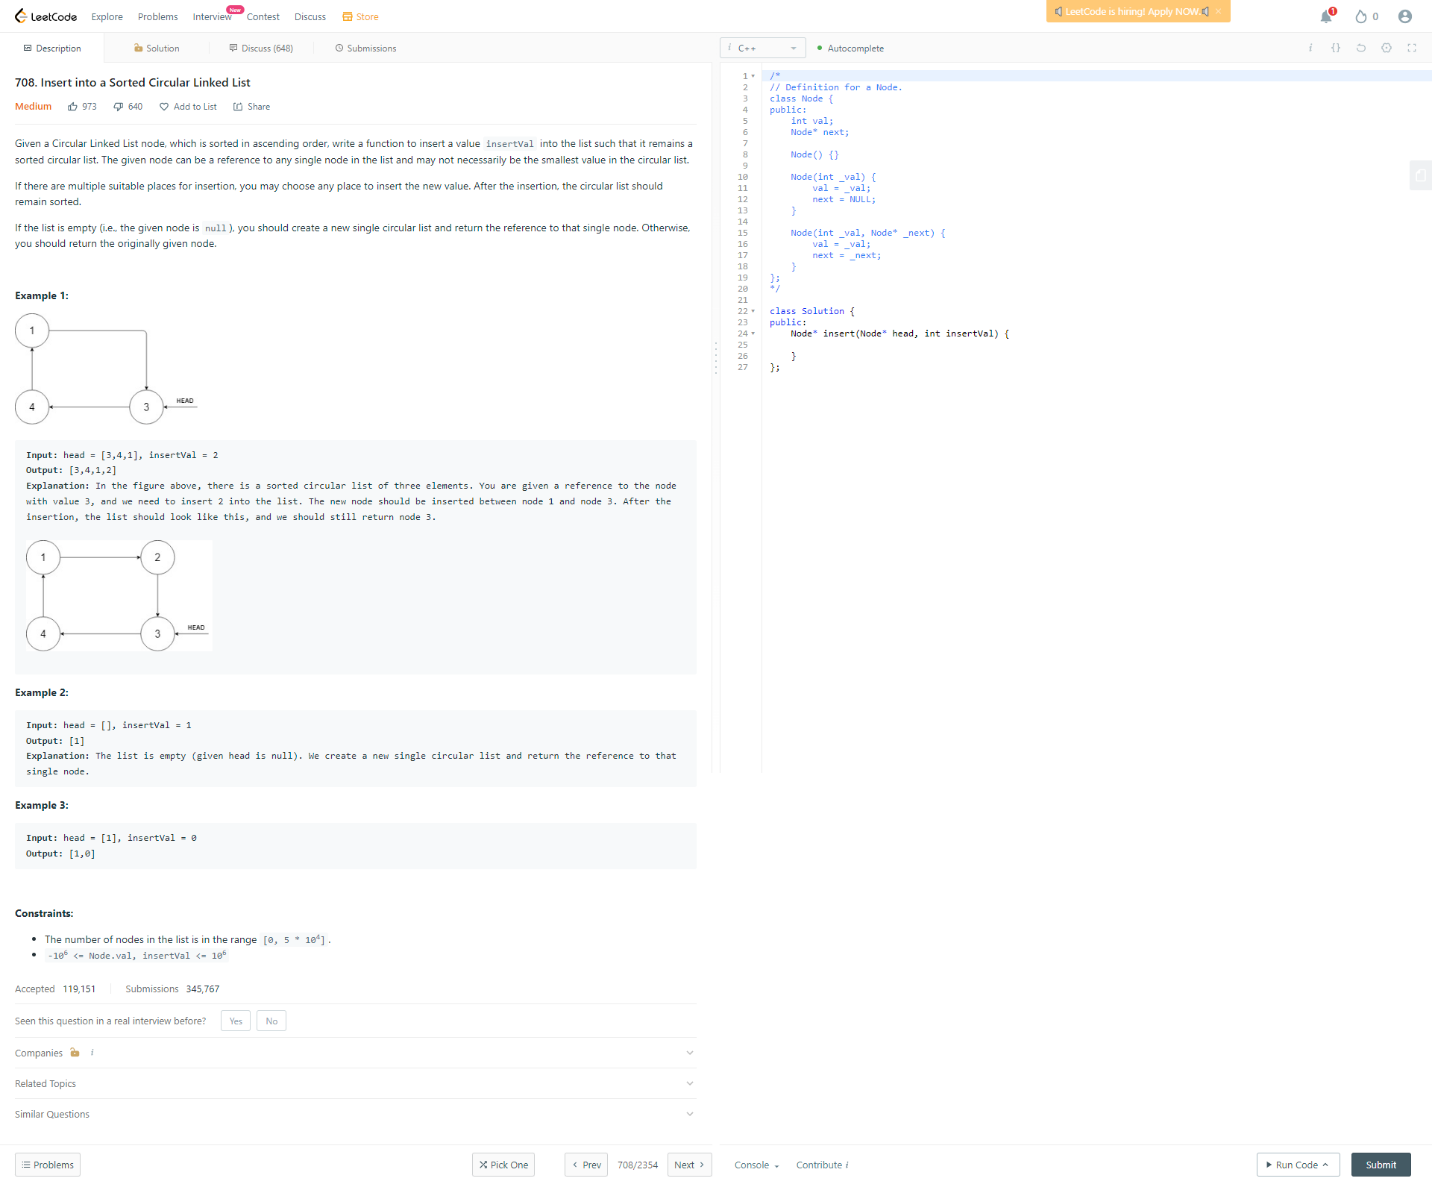 LeetCode Explore Problems Interview New Contest Discuss Store LeetCode is hiring! Apply NOW. × 1 0
Description Solution Discuss (648) Submissions
708. Insert into a Sorted Circular Linked List
Medium 973 640 Add to List Share
Given a Circular Linked List node, which is sorted in ascending order, write a function to insert a value insertVal into the list such that it remains a
sorted circular list. The given node can be a reference to any single node in the list and may not necessarily be the smallest value in the circular list.
If there are multiple suitable places for insertion, you may choose any place to insert the new value. After the insertion, the circular list should
remain sorted.
If the list is empty (i.e., the given node is null), you should create a new single circular list and return the reference to that single node. Otherwise,
you should return the originally given node.
Example 1:
1
4 3 HEAD
Input: head = [3,4,1], insertVal = 2
Output: [3,4,1,2]
Explanation: In the figure above, there is a sorted circular list of three elements. You are given a reference to the node
with value 3, and we need to insert 2 into the list. The new node should be inserted between node 1 and node 3. After the
insertion, the list should look like this, and we should still return node 3.
1 2
4 3 HEAD
Example 2:
Input: head = [], insertVal = 1
Output: [1]
Explanation: The list is empty (given head is null). We create a new single circular list and return the reference to that
single node.
Example 3:
Input: head = [1], insertVal = 0
Output: [1,0]
Constraints:
• The number of nodes in the list is in the range [0, 5 * 10⁴].
• -10⁶ <= Node.val, insertVal <= 10⁶
Accepted 119,151 Submissions 345,767
Seen this question in a real interview before? Yes No
Companies i
Related Topics
Similar Questions
Problems Pick One < Prev 708/2354 Next >
i C++ Autocomplete i {}
1 /*
2 // Definition for a Node.
3 class Node {
4 public:
5 int val;
6 Node* next;
7
8 Node() {}
9
10 Node(int _val) {
11 val = _val;
12 next = NULL;
13 }
14
15 Node(int _val, Node* _next) {
16 val = _val;
17 next = _next;
18 }
19 };
20 */
21
22 class Solution {
23 public:
24 Node* insert(Node* head, int insertVal) {
25
26 }
27 };
Console Contribute i Run Code Submit